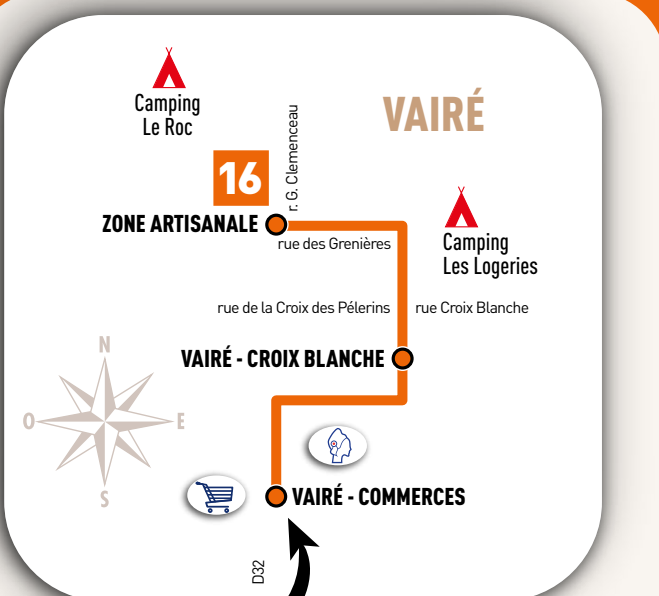 Camping
Le Roc
VAIRÉ
16
r. G. Clemenceau
ZONE ARTISANALE
rue des Grenières
Camping
Les Logeries
rue de la Croix des Pélerins
rue Croix Blanche
N
VAIRÉ - CROIX BLANCHE
O
E
S
VAIRÉ - COMMERCES
D32